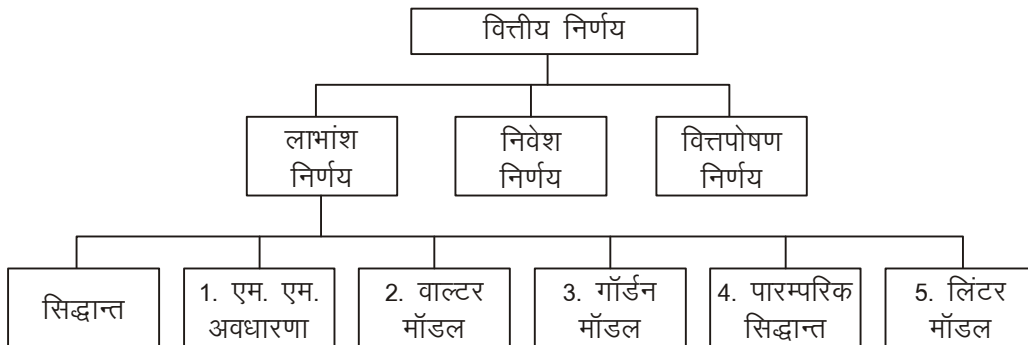 वित्तीय निर्णय
लाभांश
निर्णय
निवेश
निर्णय
वित्तपोषण
निर्णय
सिद्धान्त
1. एम. एम.
अवधारणा
2. वाल्टर
मॉडल
3. गॉर्डन
मॉडल
4. पारम्परिक
सिद्धान्त
5. लिंटर
मॉडल